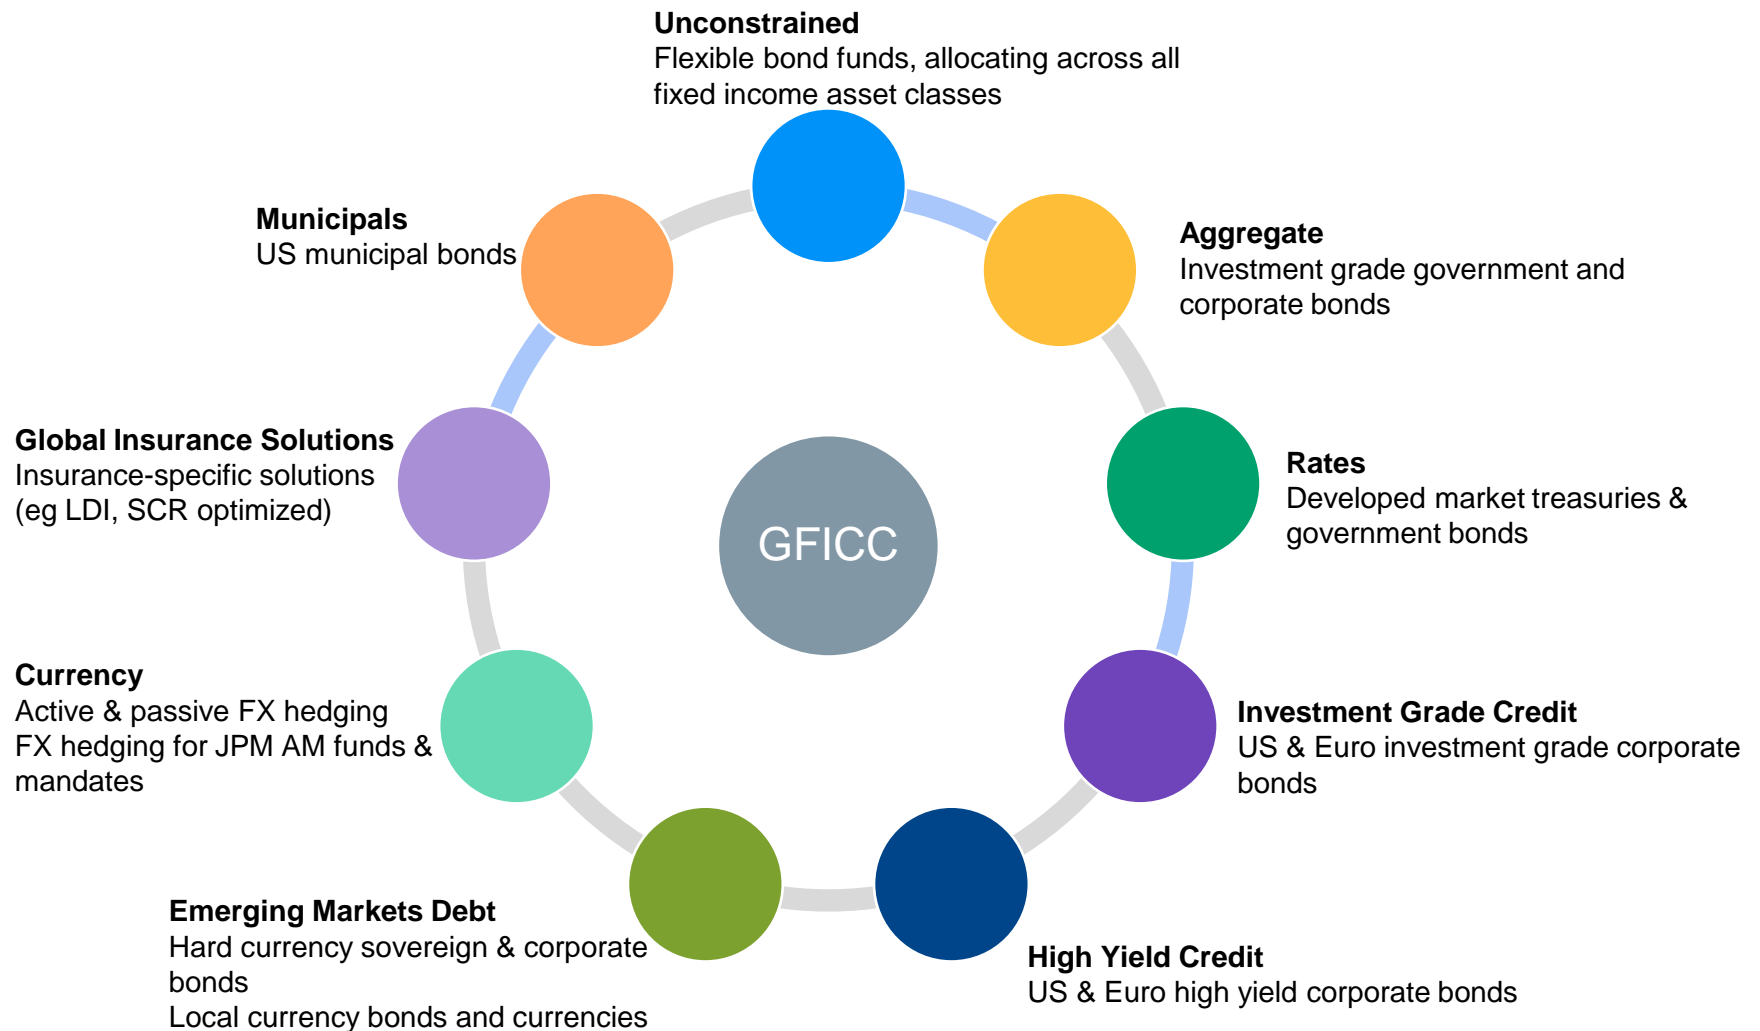 Unconstrained
Flexible bond funds, allocating across all
fixed income asset classes
Aggregate
Investment grade government and
corporate bonds
Rates
Developed market treasuries &
government bonds
Investment Grade Credit
US & Euro investment grade corporate
bonds
High Yield Credit
US & Euro high yield corporate bonds
Emerging Markets Debt
Hard currency sovereign & corporate
bonds
Local currency bonds and currencies
Currency
Active & passive FX hedging
FX hedging for JPM AM funds &
mandates
Global Insurance Solutions
Insurance-specific solutions
(eg LDI, SCR optimized)
Municipals
US municipal bonds
GFICC